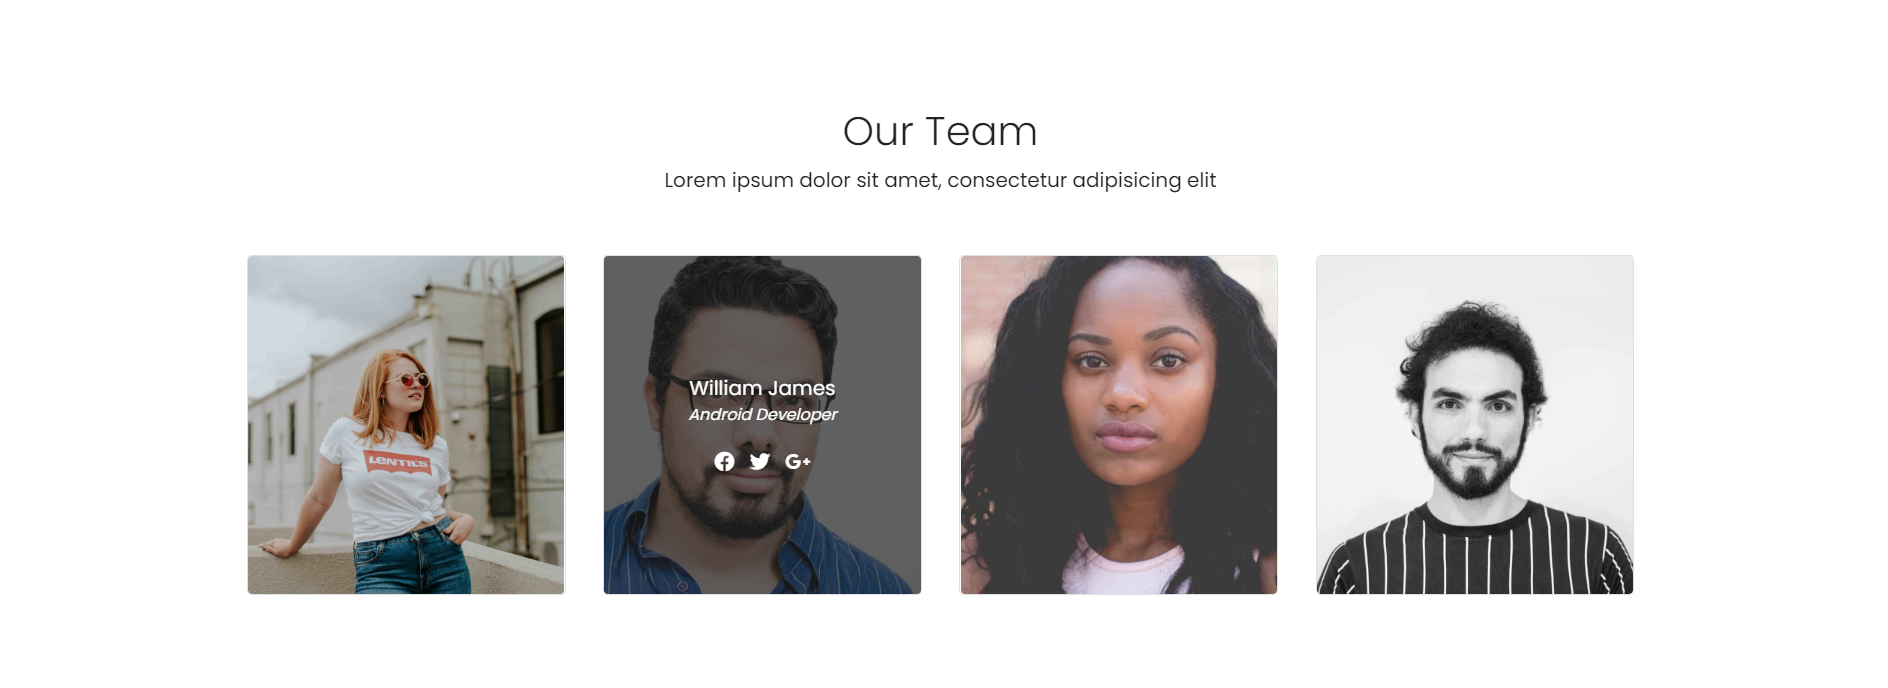 Our Team
Lorem ipsum dolor sit amet, consectetur adipisicing elit
William James
Android Developer
G+
LENTILS